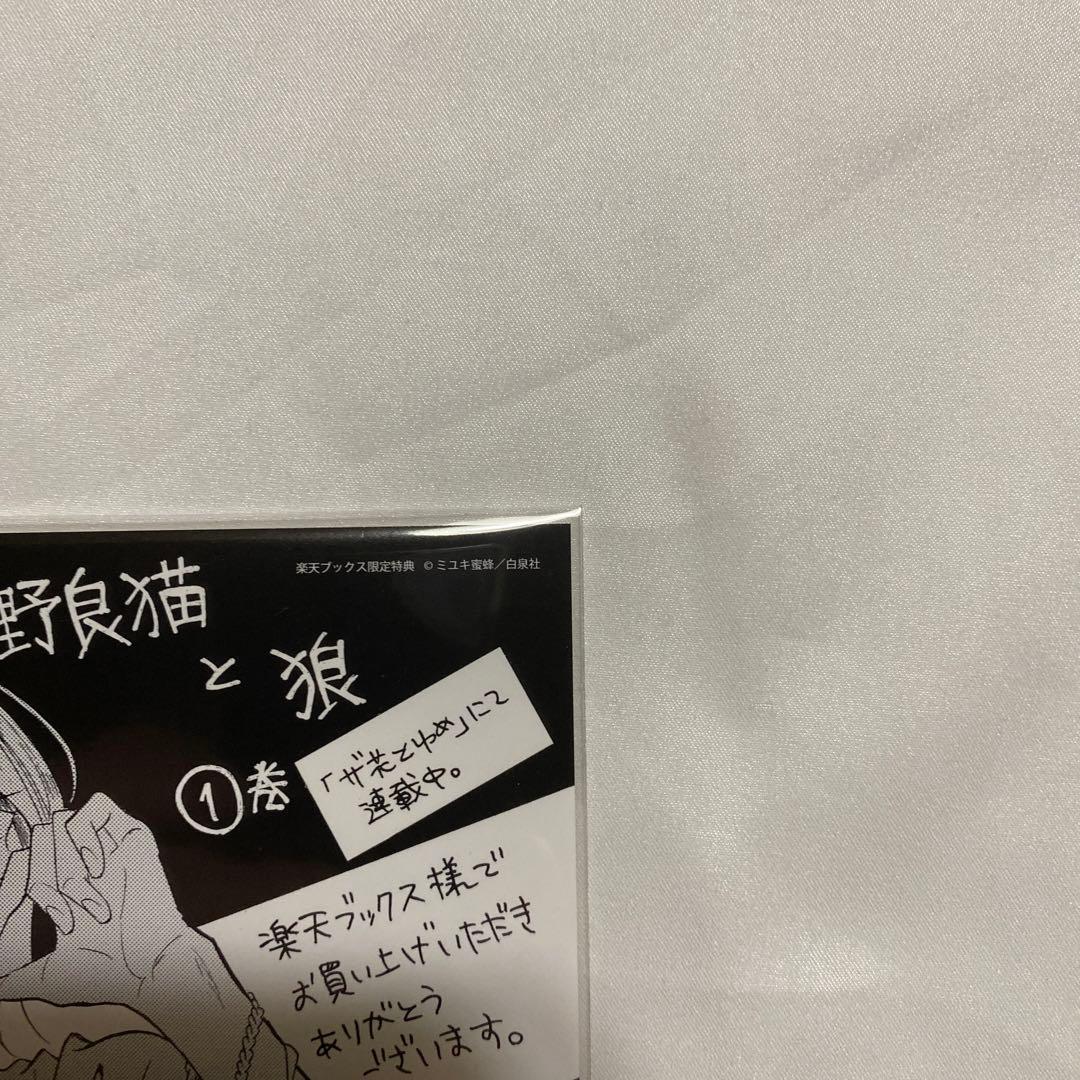 楽天ブックス限定特典 ©ミユキ蜜蜂／白泉社
野良猫
と 狼
①巻
「ザ花とゆめ」にて
連載中。
楽天ブックス様で
お買い上げいただき
ありがとう
ございます。